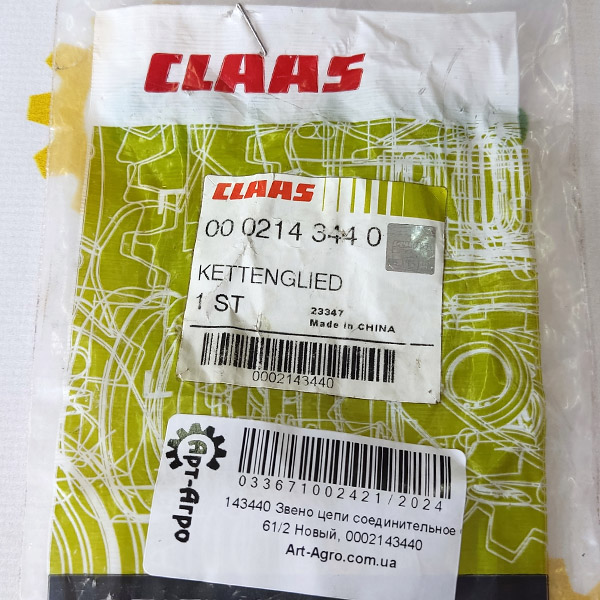 CLAAS
CLAAS
00 0214 344 0
KETTENGLIED
1 ST
23347
Made in CHINA
0002143440
Арт-Агро
033671002421/2024
143440 Звено цепи соединительное
61/2 Новый, 0002143440
Art-Agro.com.ua